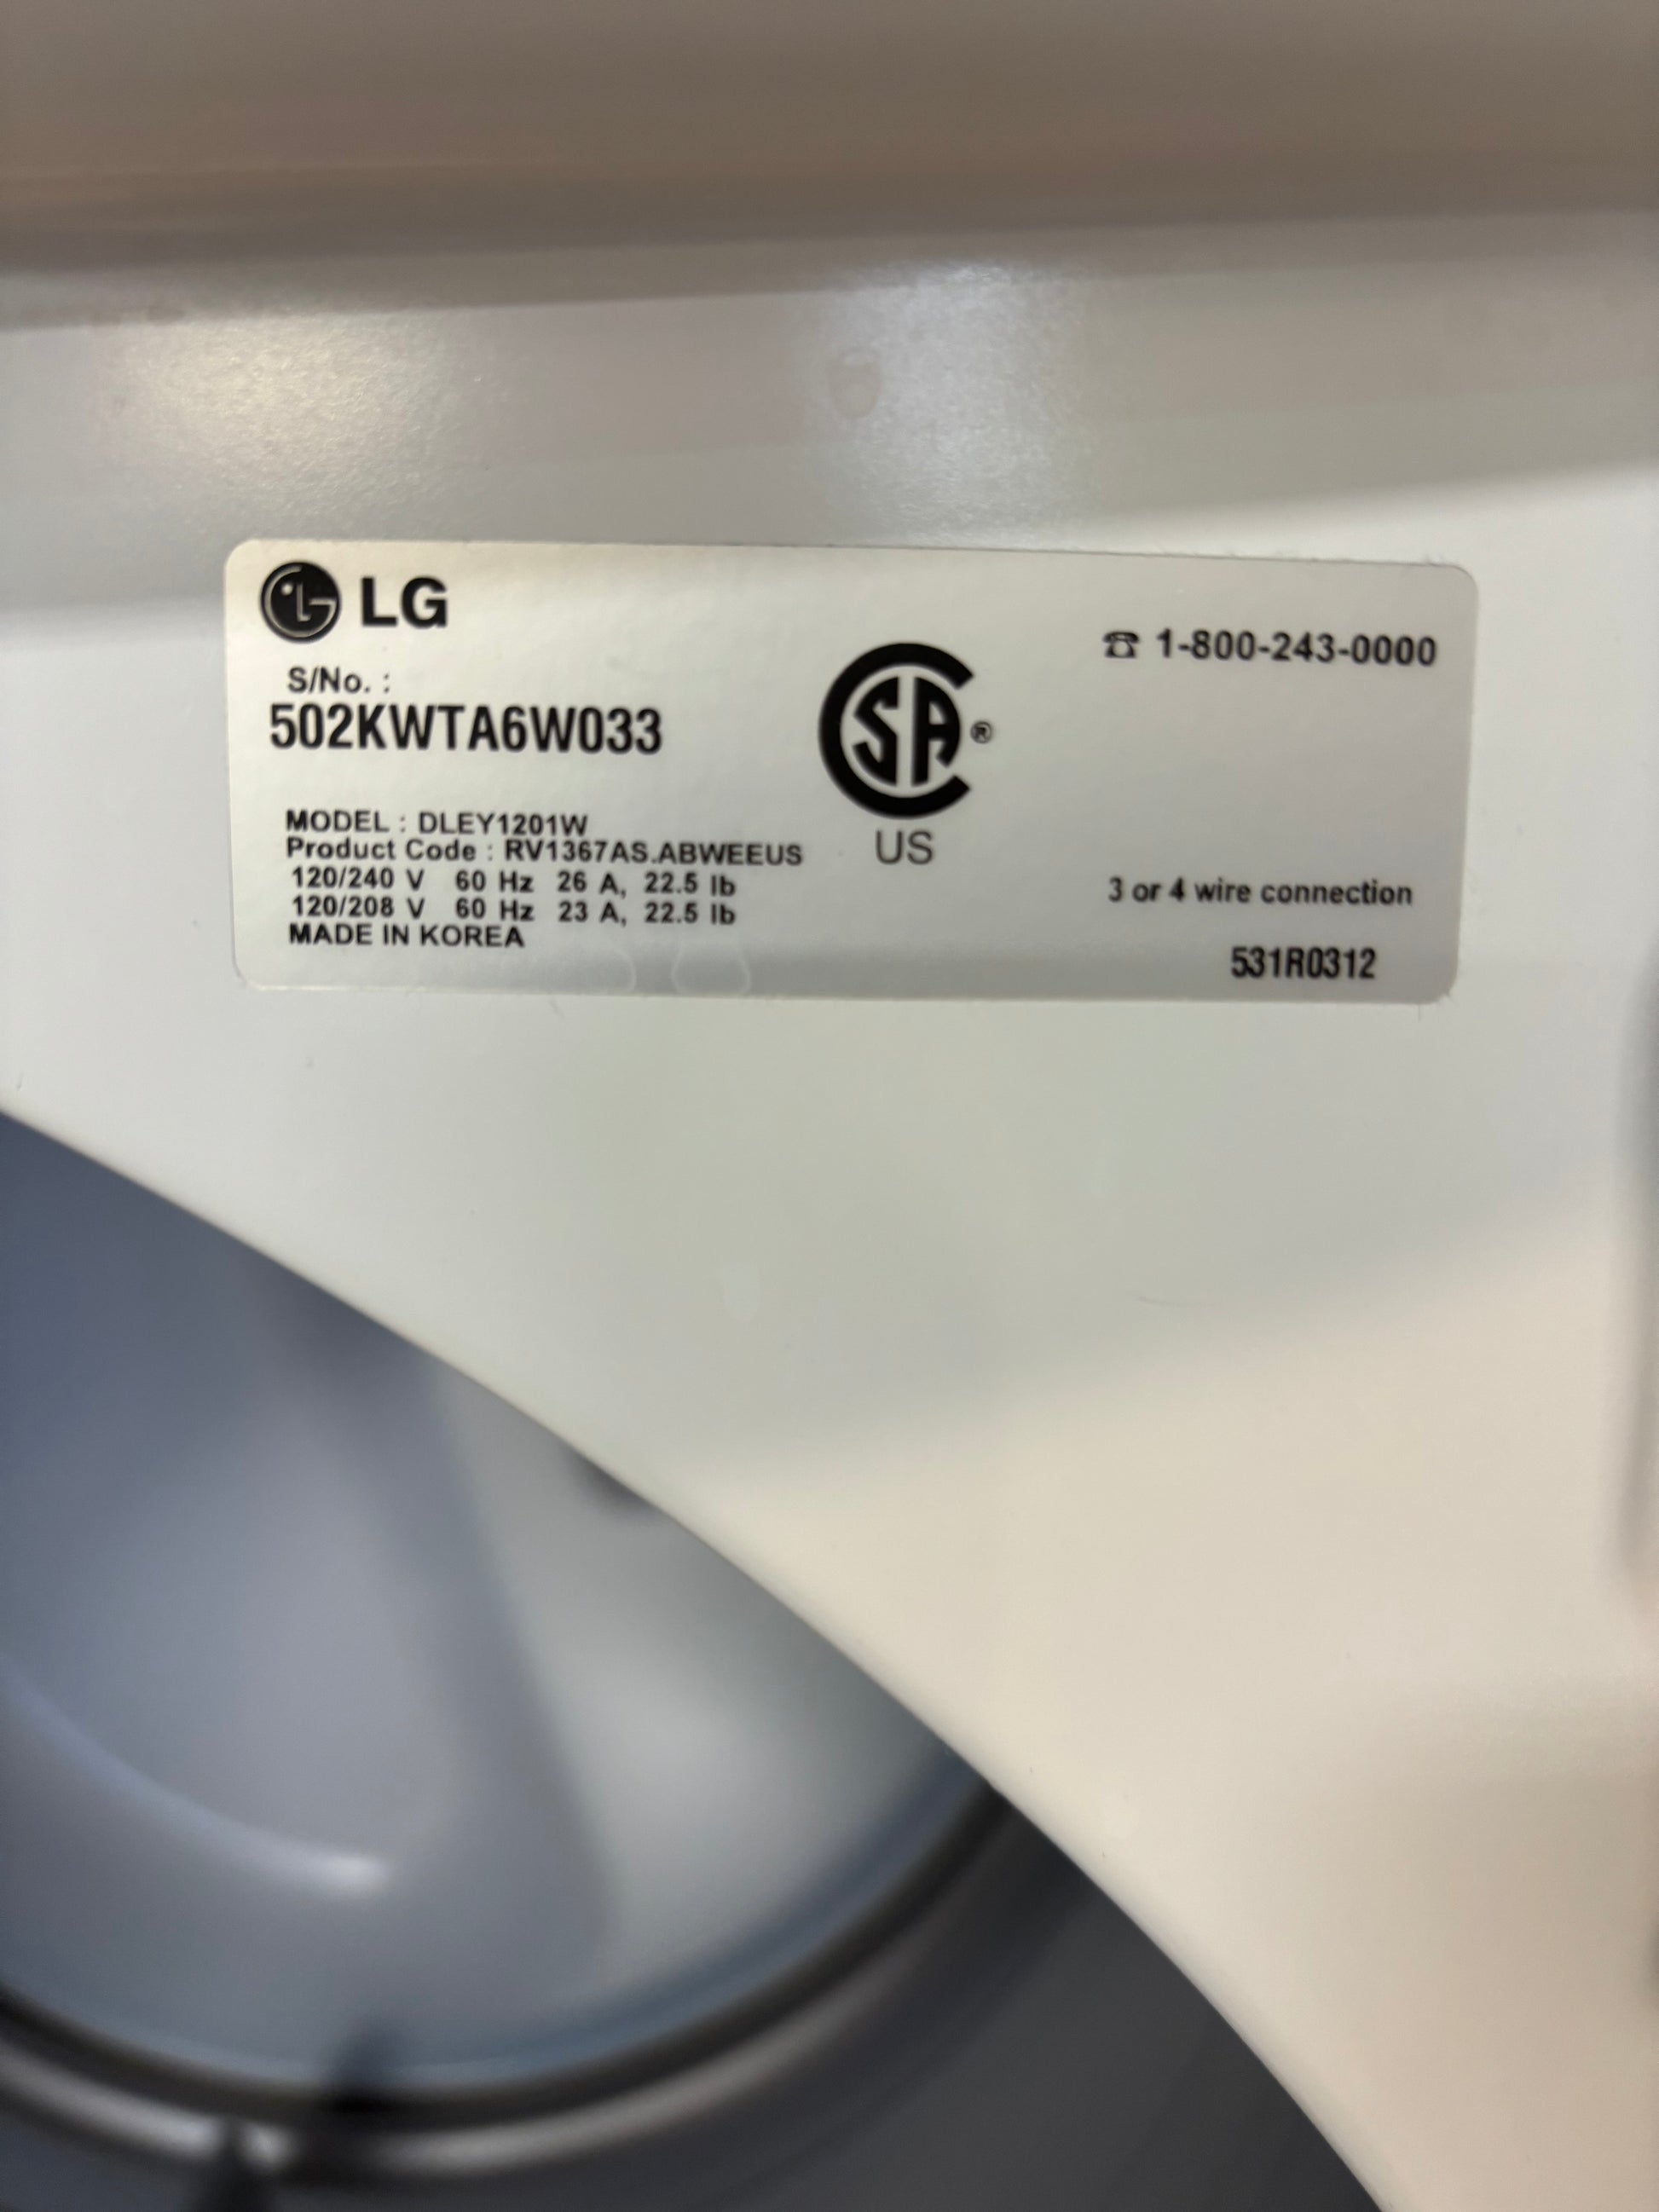 LG
☎ 1-800-243-0000
S/No. :
502KWTA6W033
CSA®
US
MODEL : DLEY1201W
Product Code : RV1367AS.ABWEEUS
120/240 V 60 Hz 26 A, 22.5 lb
120/208 V 60 Hz 23 A, 22.5 lb
MADE IN KOREA
3 or 4 wire connection
531R0312